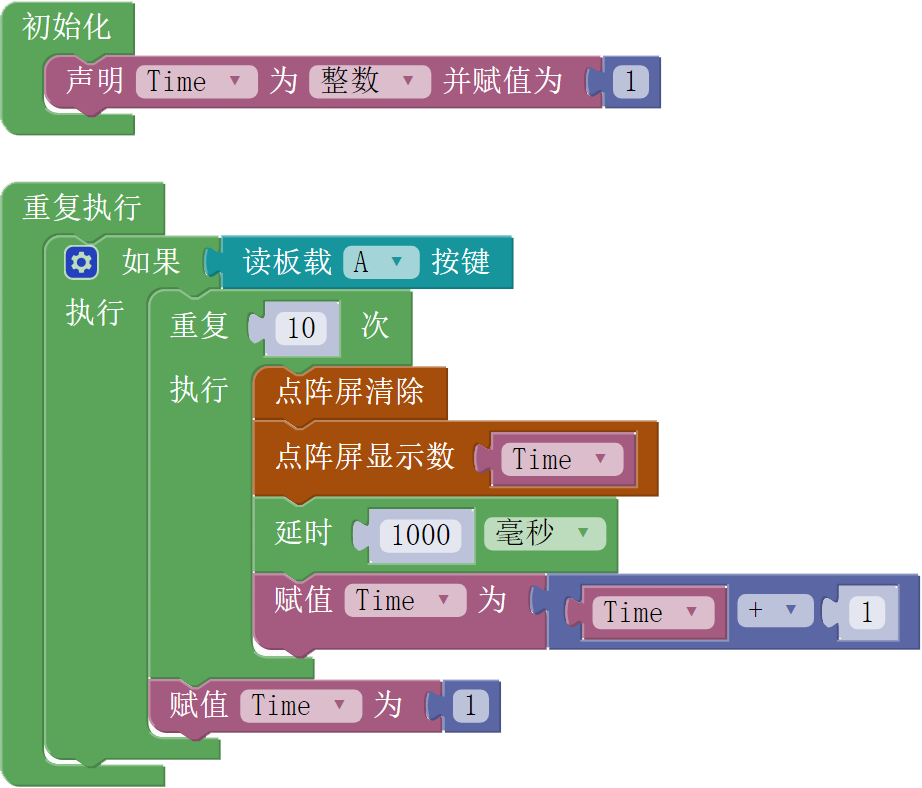 初始化
声明 Time 为 整数 并赋值为 1
重复执行
如果 读板载 A 按键
执行
重复 10 次
执行
点阵屏清除
点阵屏显示数 Time
延时 1000 毫秒
赋值 Time 为 Time + 1
赋值 Time 为 1